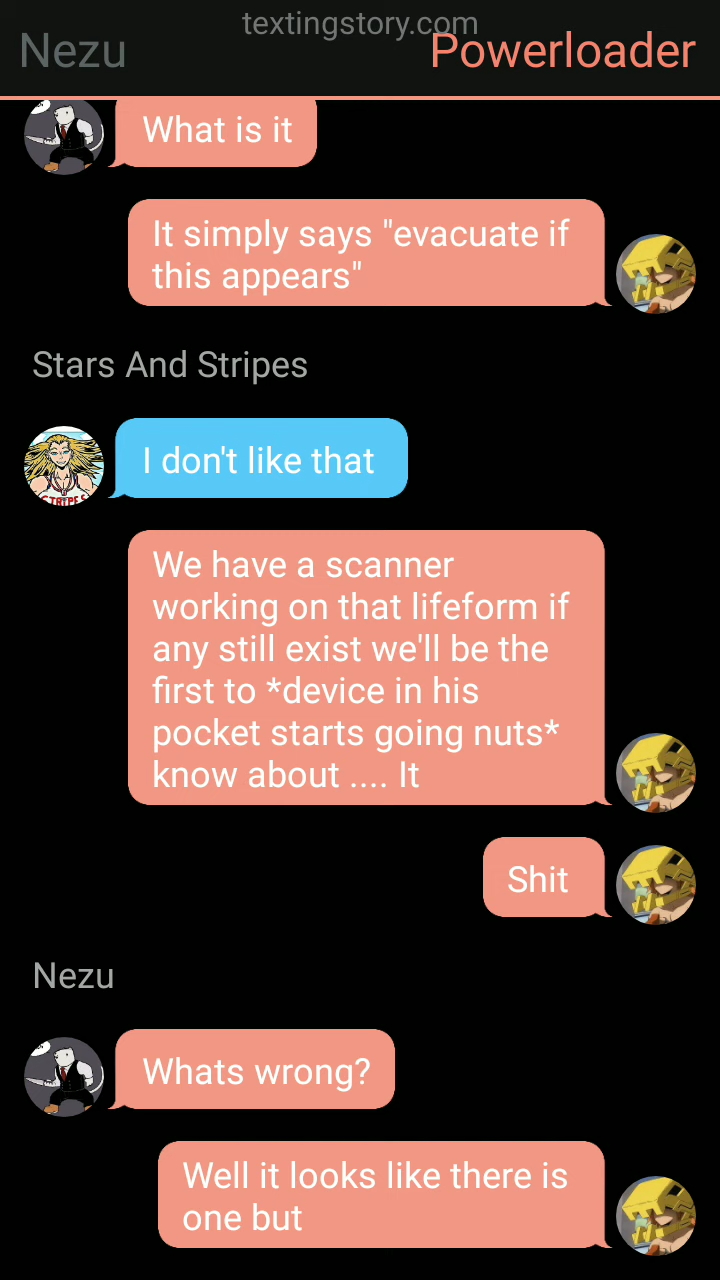 textingstory.com
Nezu
Powerloader
What is it
It simply says "evacuate if
this appears"
Stars And Stripes
I don't like that
STRIPES
We have a scanner
working on that lifeform if
any still exist we'll be the
first to *device in his
pocket starts going nuts*
know about .... It
Shit
Nezu
Whats wrong?
Well it looks like there is
one but